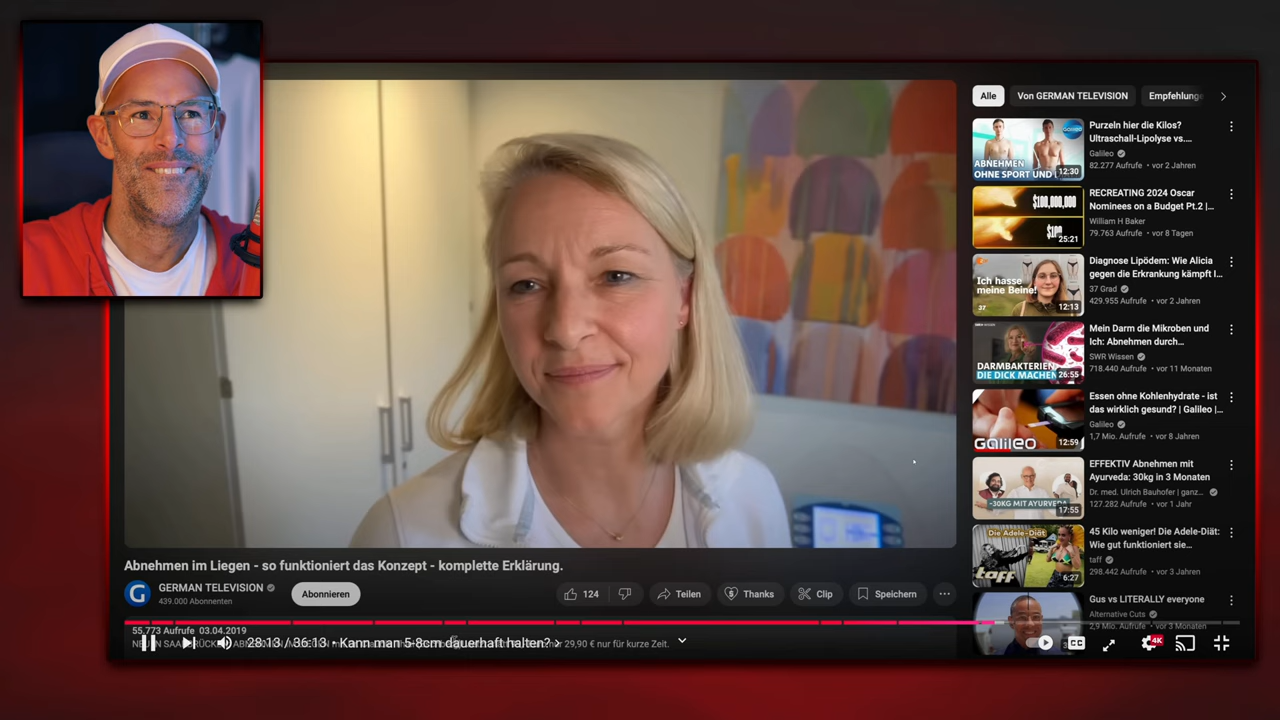 Abnehmen im Liegen - so funktioniert das Konzept - komplette Erklärung.
GERMAN TELEVISION
439.000 Abonnenten
Abonnieren
124
Teilen
Thanks
Clip
Speichern
55.773 Aufrufe 03.04.2019
28:13 / 36:13 • Kann man 5-8cm dauerhaft halten? >
29,90 € nur für kurze Zeit.
4K
Alle
Von GERMAN TELEVISION
Empfehlung
Purzeln hier die Kilos?
Ultraschall-Lipolyse vs....
Galileo
82.277 Aufrufe • vor 2 Jahren
ABNEHMEN
OHNE SPORT UND
12:30
RECREATING 2024 Oscar
Nominees on a Budget Pt.2 |...
William H Baker
79.763 Aufrufe • vor 8 Tagen
$100,000,000
25:21
Diagnose Lipödem: Wie Alicia
gegen die Erkrankung kämpft I...
37 Grad
429.955 Aufrufe • vor 2 Jahren
Ich hasse
meine Beine!
37
12:13
Mein Darm die Mikroben und
Ich: Abnehmen durch...
SWR Wissen
718.440 Aufrufe • vor 11 Monaten
DARMBAKTERIEN
DIE DICK MACHEN
26:55
Essen ohne Kohlenhydrate - ist
das wirklich gesund? | Galileo |...
Galileo
1,7 Mio. Aufrufe • vor 8 Jahren
GALILEO
12:59
EFFEKTIV Abnehmen mit
Ayurveda: 30kg in 3 Monaten
Dr. med. Ulrich Bauhofer | ganz...
127.282 Aufrufe • vor 1 Jahr
-30KG MIT AYURVEDA
17:55
45 Kilo weniger! Die Adele-Diät:
Wie gut funktioniert sie...
taff
298.442 Aufrufe • vor 3 Jahren
Die Adele-Diät
taff
6:27
Gus vs LITERALLY everyone
Alternative Cuts
2,9 Mio. Aufrufe • vor 3 Monaten